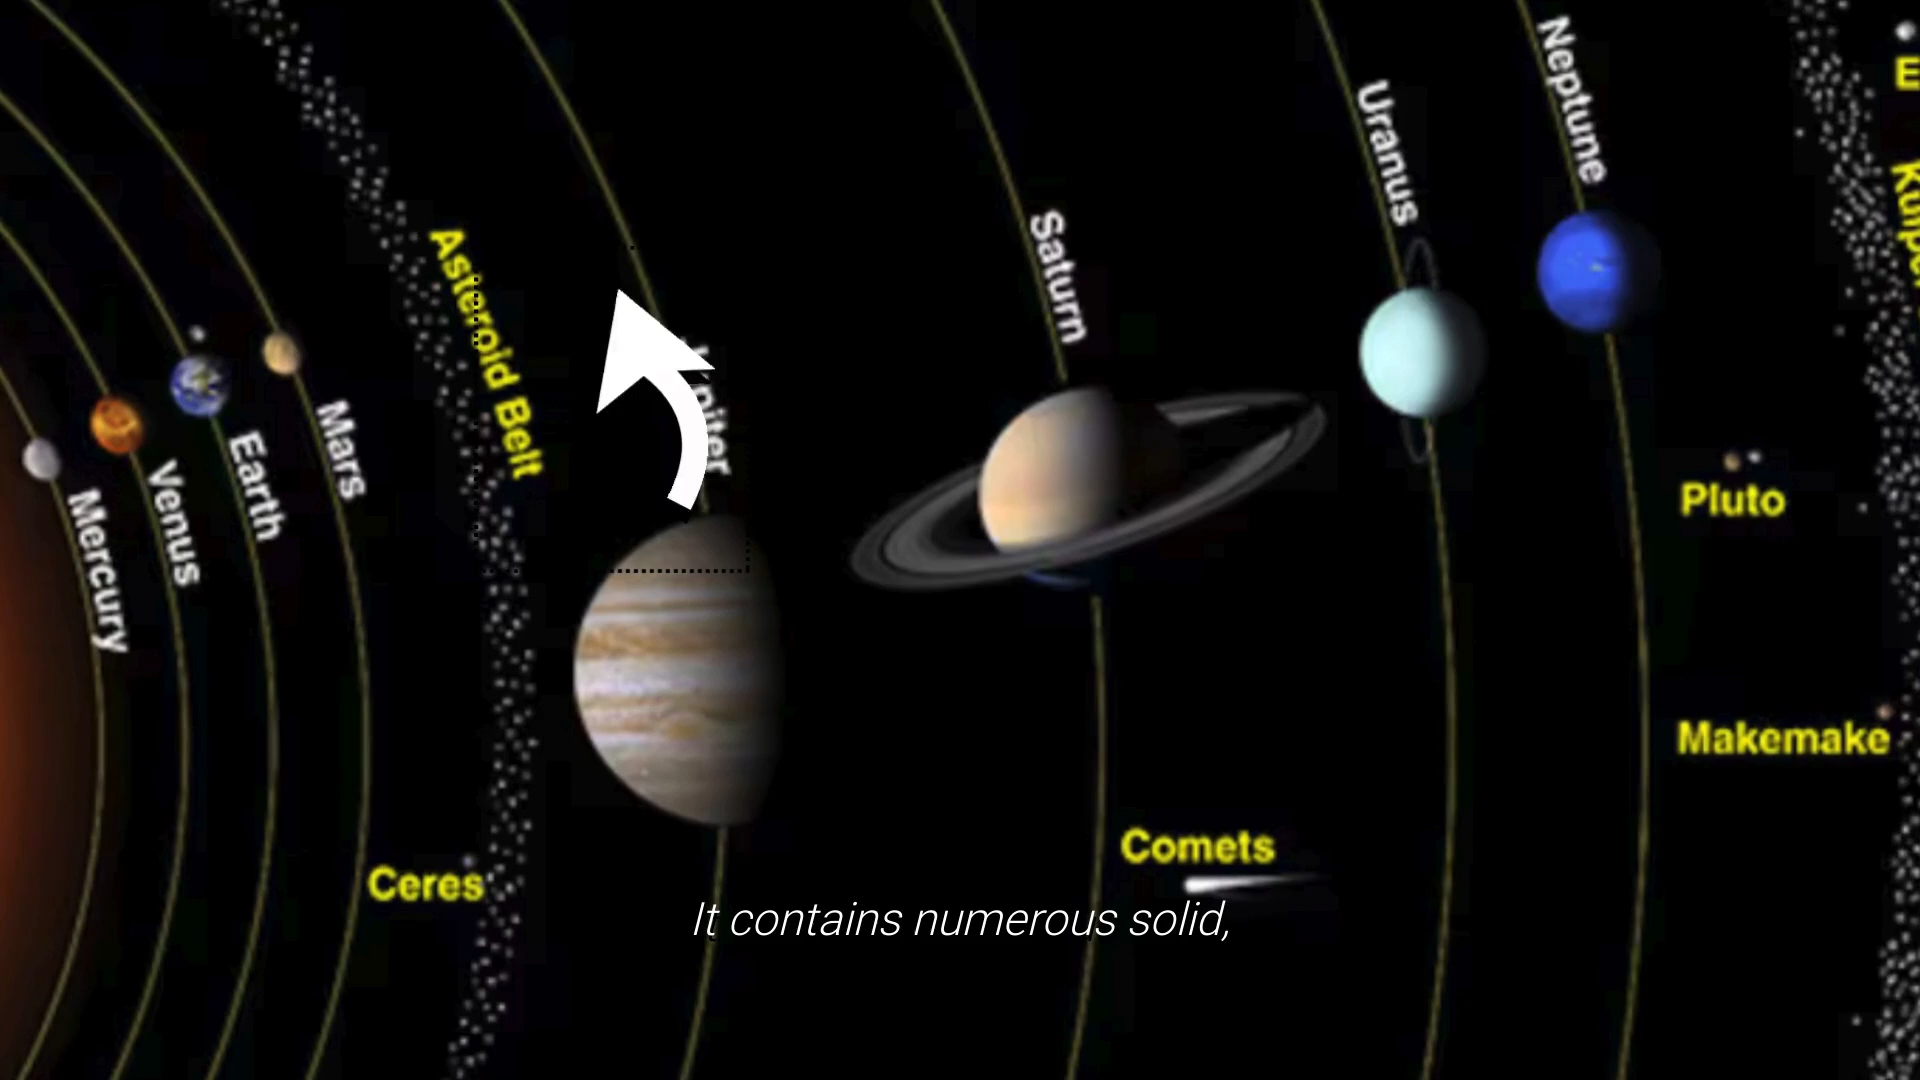 Mercury
Venus
Earth
Mars
Asteroid Belt
Ceres
Saturn
Uranus
Neptune
Pluto
Makemake
Comets
It contains numerous solid,